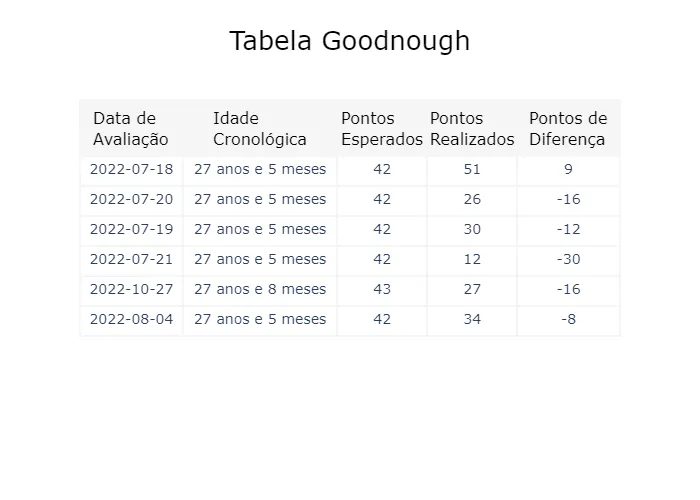 Tabela Goodnough
Data de Avaliação Idade Cronológica Pontos Esperados Pontos Realizados Pontos de Diferença
2022-07-18 27 anos e 5 meses 42 51 9
2022-07-20 27 anos e 5 meses 42 26 -16
2022-07-19 27 anos e 5 meses 42 30 -12
2022-07-21 27 anos e 5 meses 42 12 -30
2022-10-27 27 anos e 8 meses 43 27 -16
2022-08-04 27 anos e 5 meses 42 34 -8